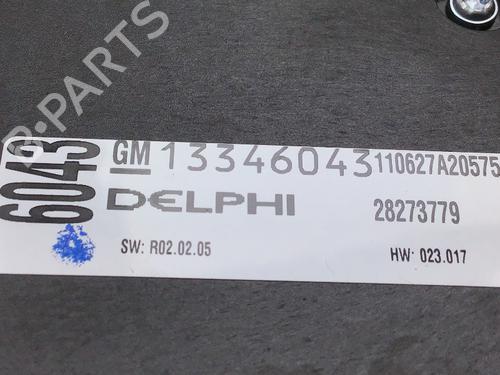 B-PARTS
6043
GM 13346043 110627A20575
DELPHI 28273779
SW: R02.02.05 HW: 023.017